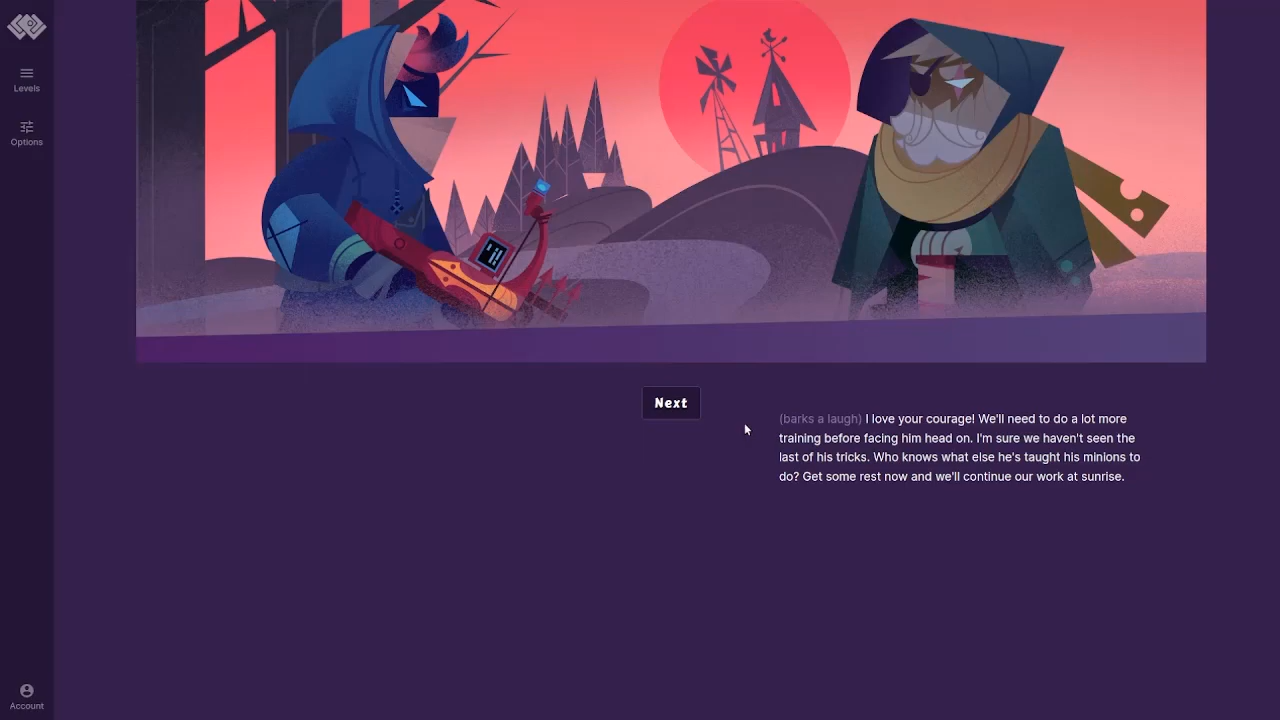 Levels
Options
Next
(barks a laugh) I love your courage! We'll need to do a lot more
training before facing him head on. I'm sure we haven't seen the
last of his tricks. Who knows what else he's taught his minions to
do? Get some rest now and we'll continue our work at sunrise.
Account